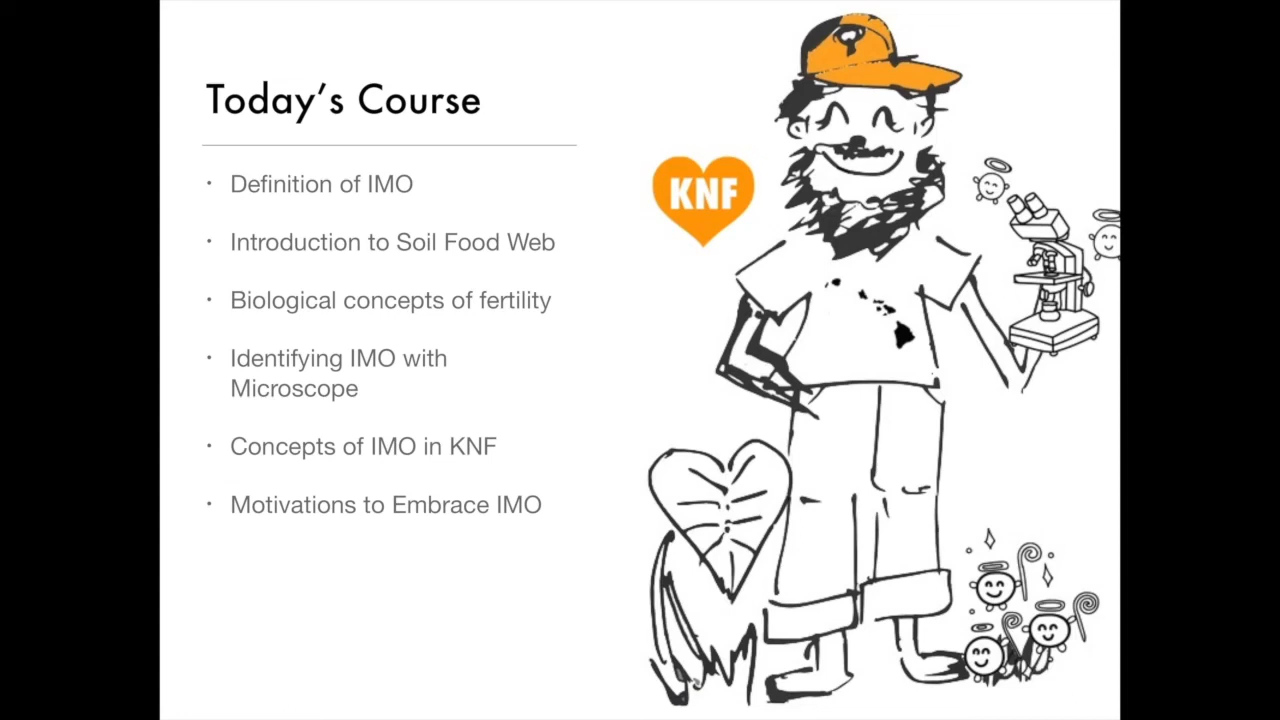 Today's Course
• Definition of IMO
• Introduction to Soil Food Web
• Biological concepts of fertility
• Identifying IMO with
Microscope
• Concepts of IMO in KNF
• Motivations to Embrace IMO
KNF